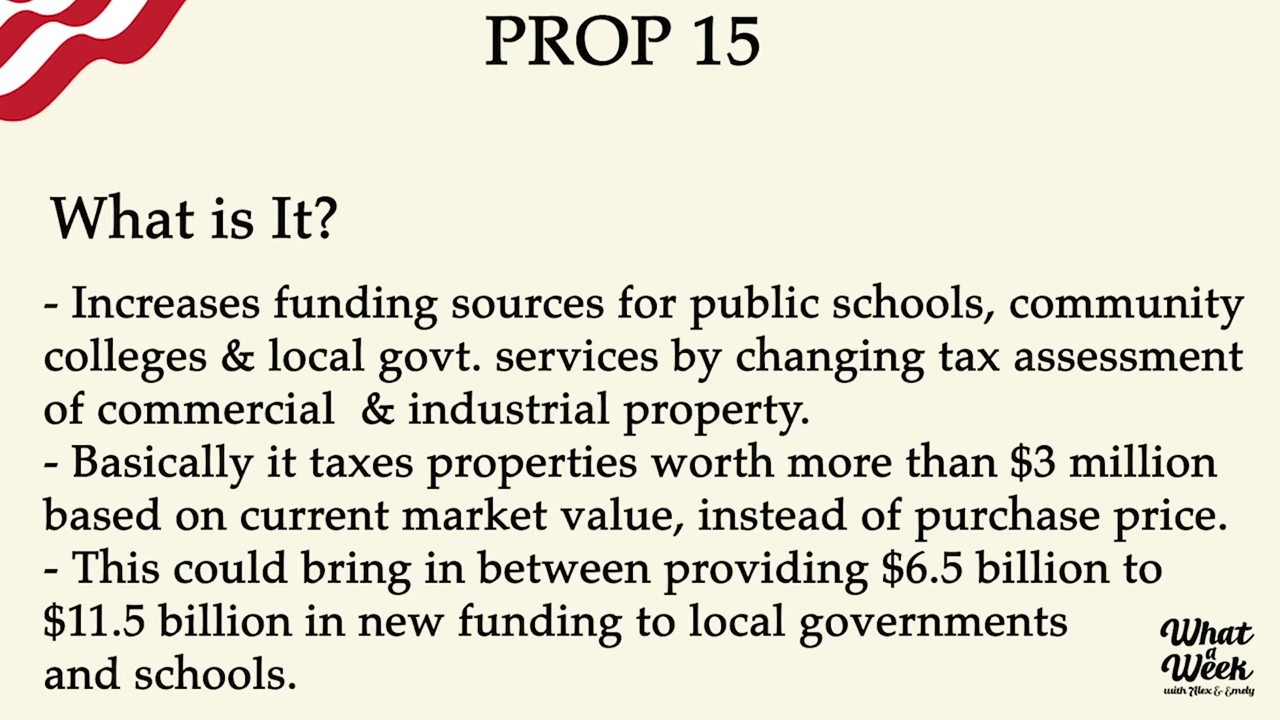 PROP 15
What is It?
- Increases funding sources for public schools, community
colleges & local govt. services by changing tax assessment
of commercial  & industrial property.
- Basically it taxes properties worth more than $3 million
based on current market value, instead of purchase price.
- This could bring in between providing $6.5 billion to
$11.5 billion in new funding to local governments
and schools.
What
a
Week
with Alex & Emely